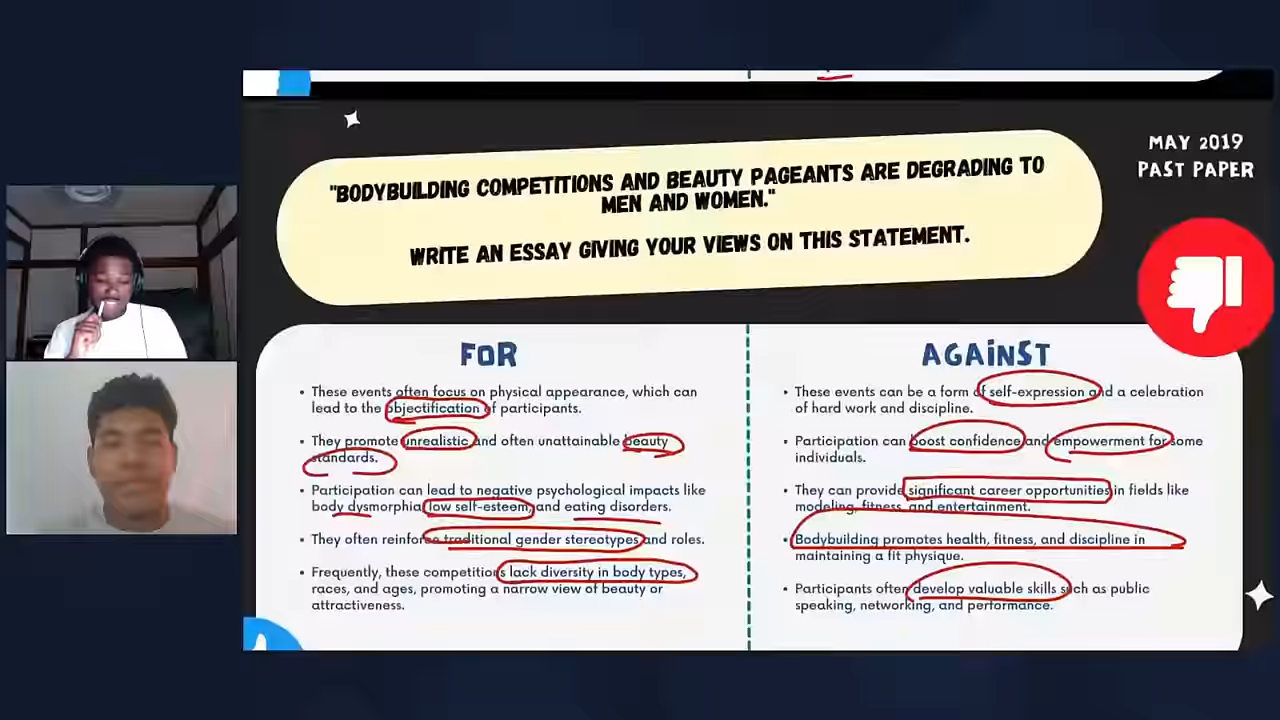 MAY 2019
PAST PAPER
"BODYBUILDING COMPETITIONS AND BEAUTY PAGEANTS ARE DEGRADING TO
MEN AND WOMEN."
WRITE AN ESSAY GIVING YOUR VIEWS ON THIS STATEMENT.
FOR
• These events often focus on physical appearance, which can
lead to the objectification of participants.
• They promote unrealistic and often unattainable beauty
standards.
• Participation can lead to negative psychological impacts like
body dysmorphia, low self-esteem, and eating disorders.
• They often reinforce traditional gender stereotypes and roles.
• Frequently, these competitions lack diversity in body types,
races, and ages, promoting a narrow view of beauty or
attractiveness.
AGAINST
• These events can be a form of self-expression and a celebration
of hard work and discipline.
• Participation can boost confidence and empowerment for some
individuals.
• They can provide significant career opportunities in fields like
modeling, fitness, and entertainment.
• Bodybuilding promotes health, fitness, and discipline in
maintaining a fit physique.
• Participants often develop valuable skills such as public
speaking, networking, and performance.